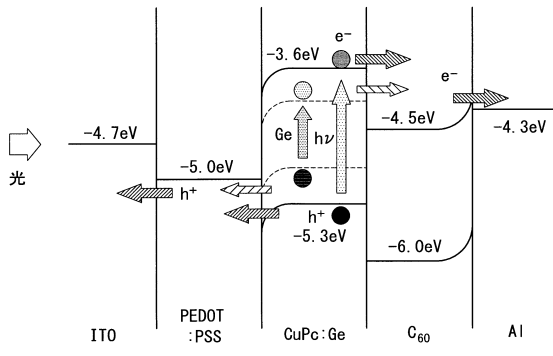 e⁻
−3.6eV
e⁻
−4.7eV
Ge
hν
−4.5eV
−4.3eV
光
−5.0eV
h⁺
h⁺
−5.3eV
−6.0eV
ITO
PEDOT
:PSS
CuPc:Ge
C₆₀
Al